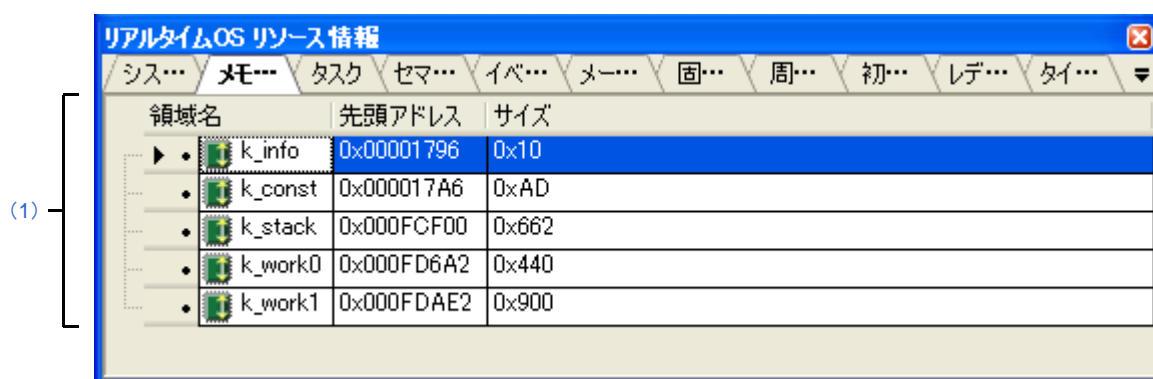 リアルタイムOS リソース情報
シス… メモ… タスク セマ… イベ… メー… 固… 周… 初… レデ… タイ…
領域名 先頭アドレス サイズ
k_info 0x00001796 0x10
k_const 0x000017A6 0xAD
(1)
k_stack 0x000FCF00 0x662
k_work0 0x000FD6A2 0x440
k_work1 0x000FDAE2 0x900